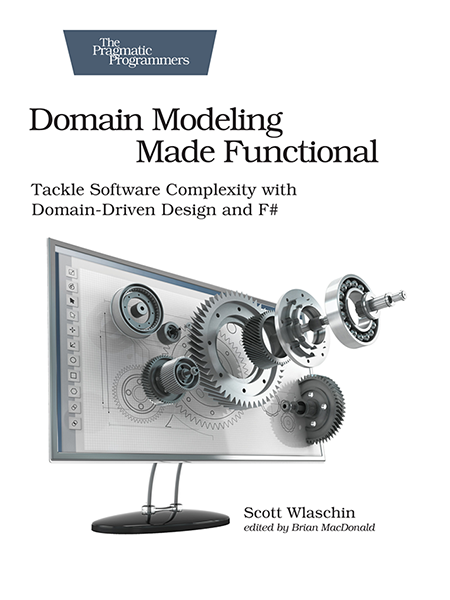 The
Pragmatic
Programmers
Domain Modeling
Made Functional
Tackle Software Complexity with
Domain-Driven Design and F#
Scott Wlaschin
edited by Brian MacDonald